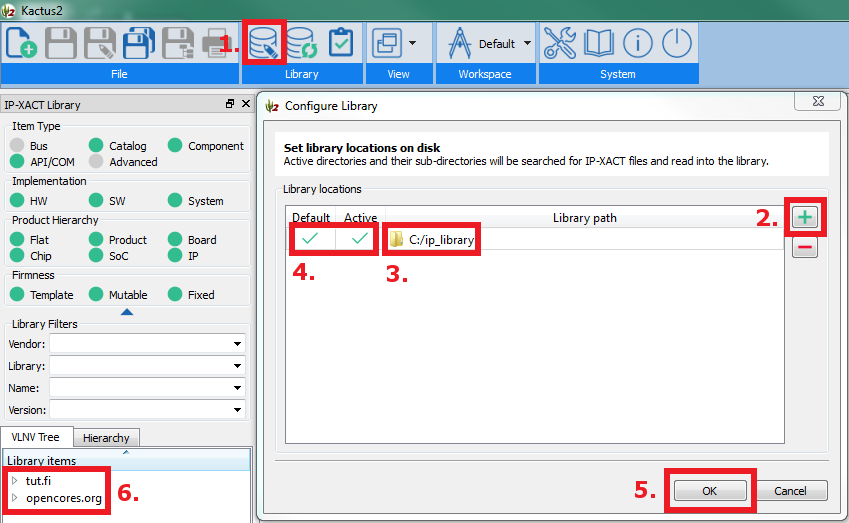 Kactus2
1.
Default
File
Library
View
Workspace
System
IP-XACT Library
Item Type
Bus
Catalog
Component
API/COM
Advanced
Implementation
HW
SW
System
Product Hierarchy
Flat
Product
Board
Chip
SoC
IP
Firmness
Template
Mutable
Fixed
Library Filters
Vendor:
Library:
Name:
Version:
VLNV Tree
Hierarchy
Library items
tut.fi
opencores.org
6.
Configure Library
Set library locations on disk
Active directories and their sub-directories will be searched for IP-XACT files and read into the library.
Library locations
Default
Active
Library path
2.
C:/ip_library
4.
3.
5.
OK
Cancel